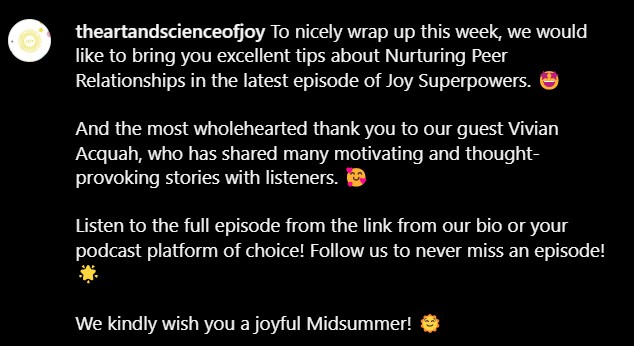 theartandscienceofjoy To nicely wrap up this week, we would
like to bring you excellent tips about Nurturing Peer
Relationships in the latest episode of Joy Superpowers. 🤩
And the most wholehearted thank you to our guest Vivian
Acquah, who has shared many motivating and thought-
provoking stories with listeners. 🥰
Listen to the full episode from the link from our bio or your
podcast platform of choice! Follow us to never miss an episode!
🌟
We kindly wish you a joyful Midsummer! 🌞